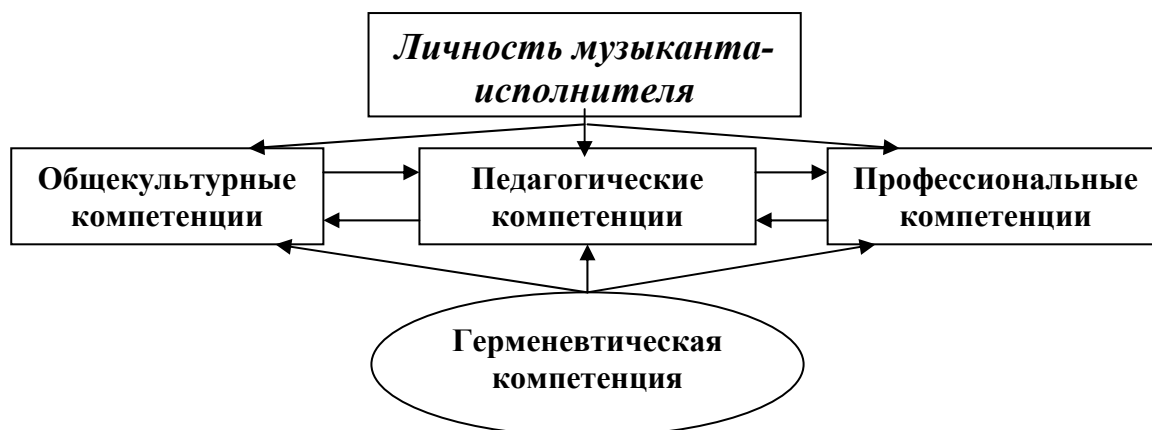 Личность музыканта-
исполнителя
Общекультурные
компетенции
Педагогические
компетенции
Профессиональные
компетенции
Герменевтическая
компетенция